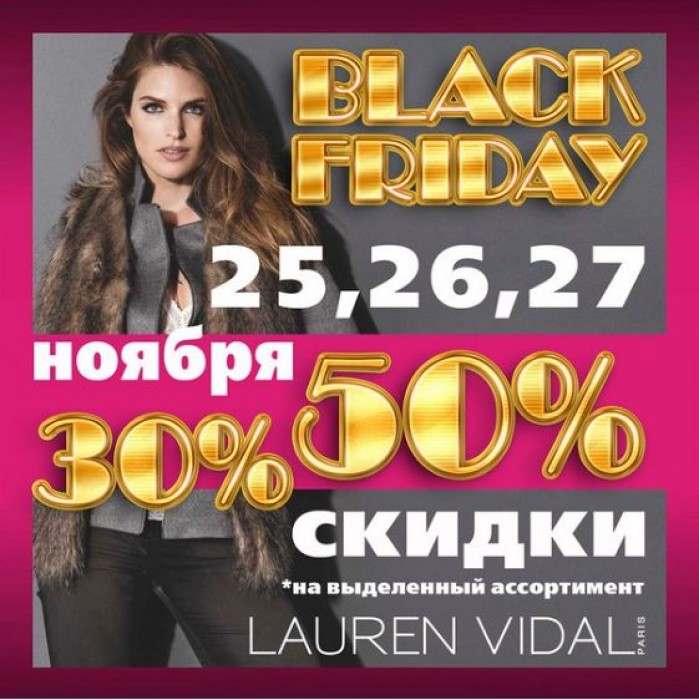 BLACK
FRIDAY
25,26,27
ноября
30% 50%
скидки
*на выделенный ассортимент
LAUREN VIDAL PARIS